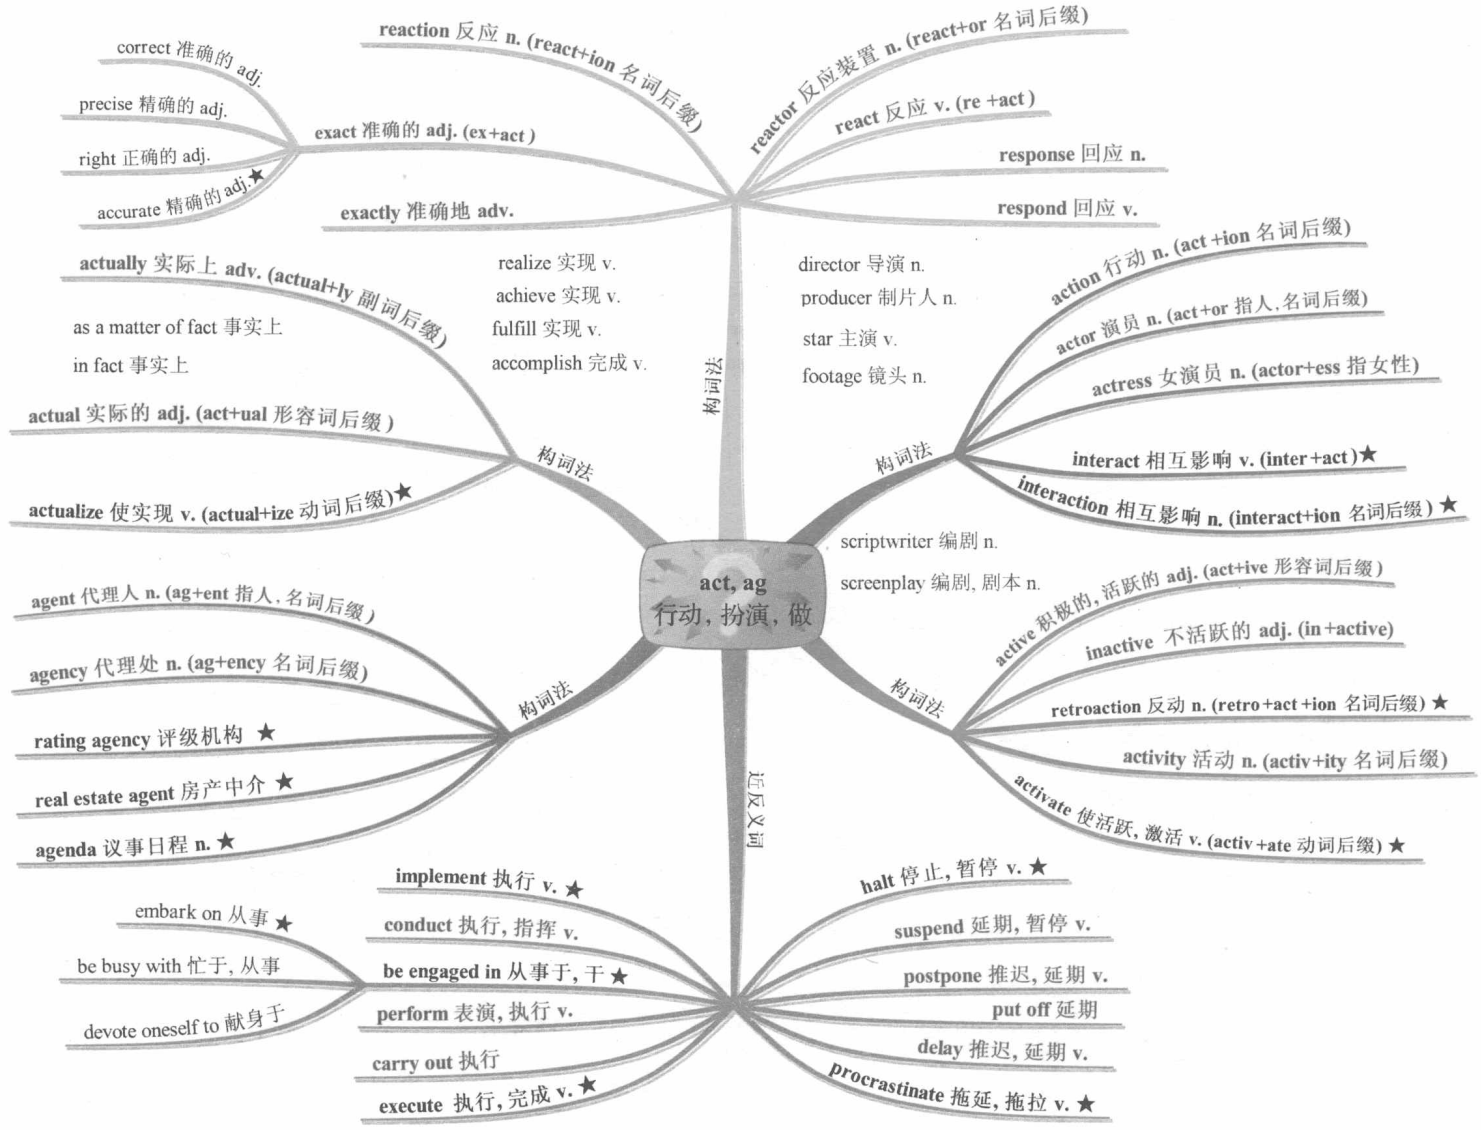 correct 准确的 adj.
precise 精确的 adj.
right 正确的 adj.
accurate 精确的 adj.★
reaction 反应 n. (react+ion 名词后缀)
exact 准确的 adj. (ex+act)
exactly 准确地 adv.
reactor 反应装置 n. (react+or 名词后缀)
react 反应 v. (re +act)
response 回应 n.
respond 回应 v.
构词法
actually 实际上 adv. (actual+ly 副词后缀)
as a matter of fact 事实上
in fact 事实上
actual 实际的 adj. (act+ual 形容词后缀)
actualize 使实现 v. (actual+ize 动词后缀)★
构词法
realize 实现 v.
achieve 实现 v.
fulfill 实现 v.
accomplish 完成 v.
director 导演 n.
producer 制片人 n.
star 主演 v.
footage 镜头 n.
action 行动 n. (act +ion 名词后缀)
actor 演员 n. (act+or 指人,名词后缀)
actress 女演员 n. (actor+ess 指女性)
interact 相互影响 v. (inter+act)★
interaction 相互影响 n. (interact+ion 名词后缀) ★
构词法
scriptwriter 编剧 n.
screenplay 编剧, 剧本 n.
act, ag
行动, 扮演, 做
agent 代理人 n. (ag+ent 指人,名词后缀)
agency 代理处 n. (ag+ency 名词后缀)
rating agency 评级机构 ★
real estate agent 房产中介 ★
agenda 议事日程 n. ★
构词法
active 积极的, 活跃的 adj. (act+ive 形容词后缀)
inactive 不活跃的 adj. (in+active)
retroaction 反动 n. (retro+act+ion 名词后缀) ★
activity 活动 n. (activ+ity 名词后缀)
activate 使活跃, 激活 v. (activ+ate 动词后缀) ★
构词法
近反义词
implement 执行 v. ★
conduct 执行, 指挥 v.
be engaged in 从事于, 干 ★
perform 表演, 执行 v.
carry out 执行
execute 执行, 完成 v. ★
embark on 从事 ★
be busy with 忙于, 从事
devote oneself to 献身于
halt 停止, 暂停 v. ★
suspend 延期, 暂停 v.
postpone 推迟, 延期 v.
put off 延期
delay 推迟, 延期 v.
procrastinate 拖延, 拖拉 v. ★